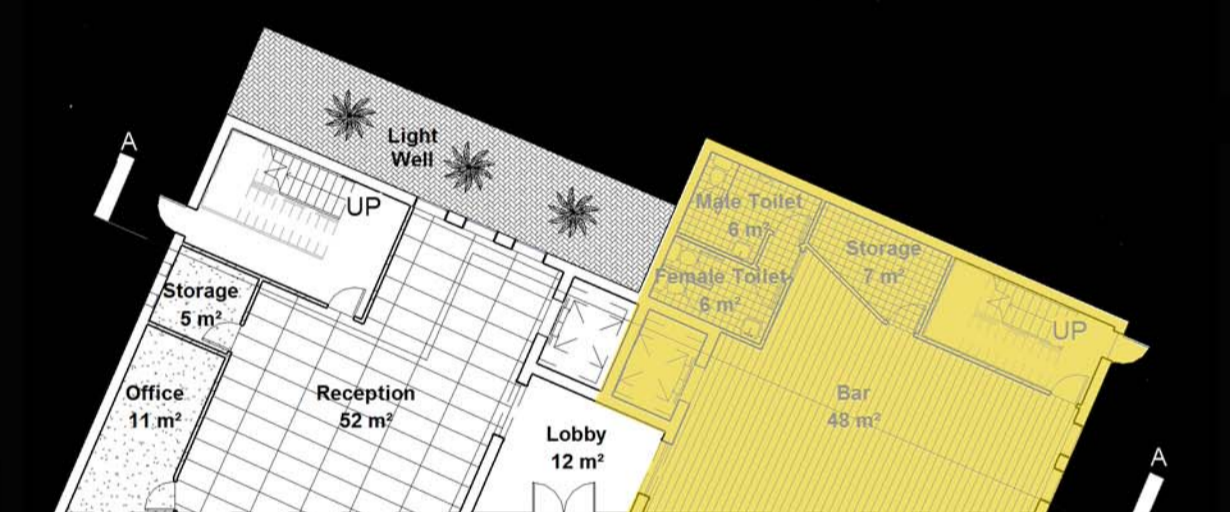 A
Light
Well
UP
Male Toilet
6 m²
Storage
7 m²
Female Toilet
6 m²
Storage
5 m²
UP
Office
11 m²
Reception
52 m²
Bar
48 m²
Lobby
12 m²
A